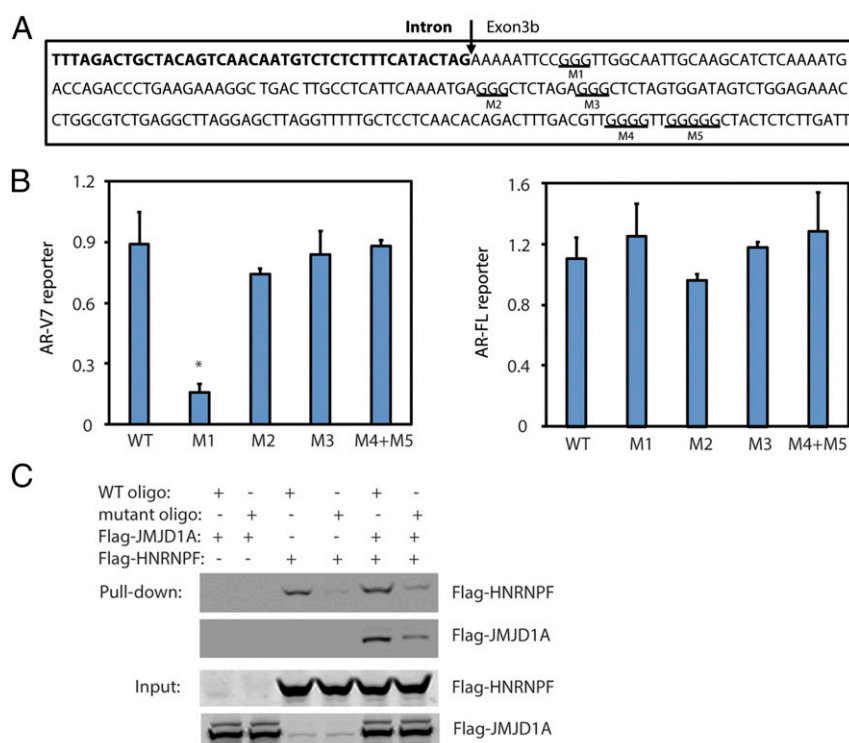 A
Intron Exon3b
TTTAGACTGCTACAGTCAACAATGTCTCTCTTTCATACTAGAAAAATTCCGGGTTGGCAATTGCAAGCATCTCAAAATG
M1
ACCAGACCCTGAAGAAAGGC TGAC TTGCCTCATTCAAAATGAGGGCTCTAGAGGGCTCTAGTGGATAGTCTGGAGAAAC
M2 M3
CTGGCGTCTGAGGCTTAGGAGCTTAGGTTTTTGCTCCTCAACACAGACTTTGACGTTGGGGTTGGGGGCTACTCTCTTGATT
M4 M5
B
AR-V7 reporter
1.2
0.9
0.6
0.3
0
*
WT M1 M2 M3 M4+M5
AR-FL reporter
1.6
1.2
0.8
0.4
0
WT M1 M2 M3 M4+M5
C
WT oligo: + - + - + -
mutant oligo: - + - + - +
Flag-JMJD1A: + + - - + +
Flag-HNRNPF: - - + + + +
Pull-down: Flag-HNRNPF
Flag-JMJD1A
Input: Flag-HNRNPF
Flag-JMJD1A